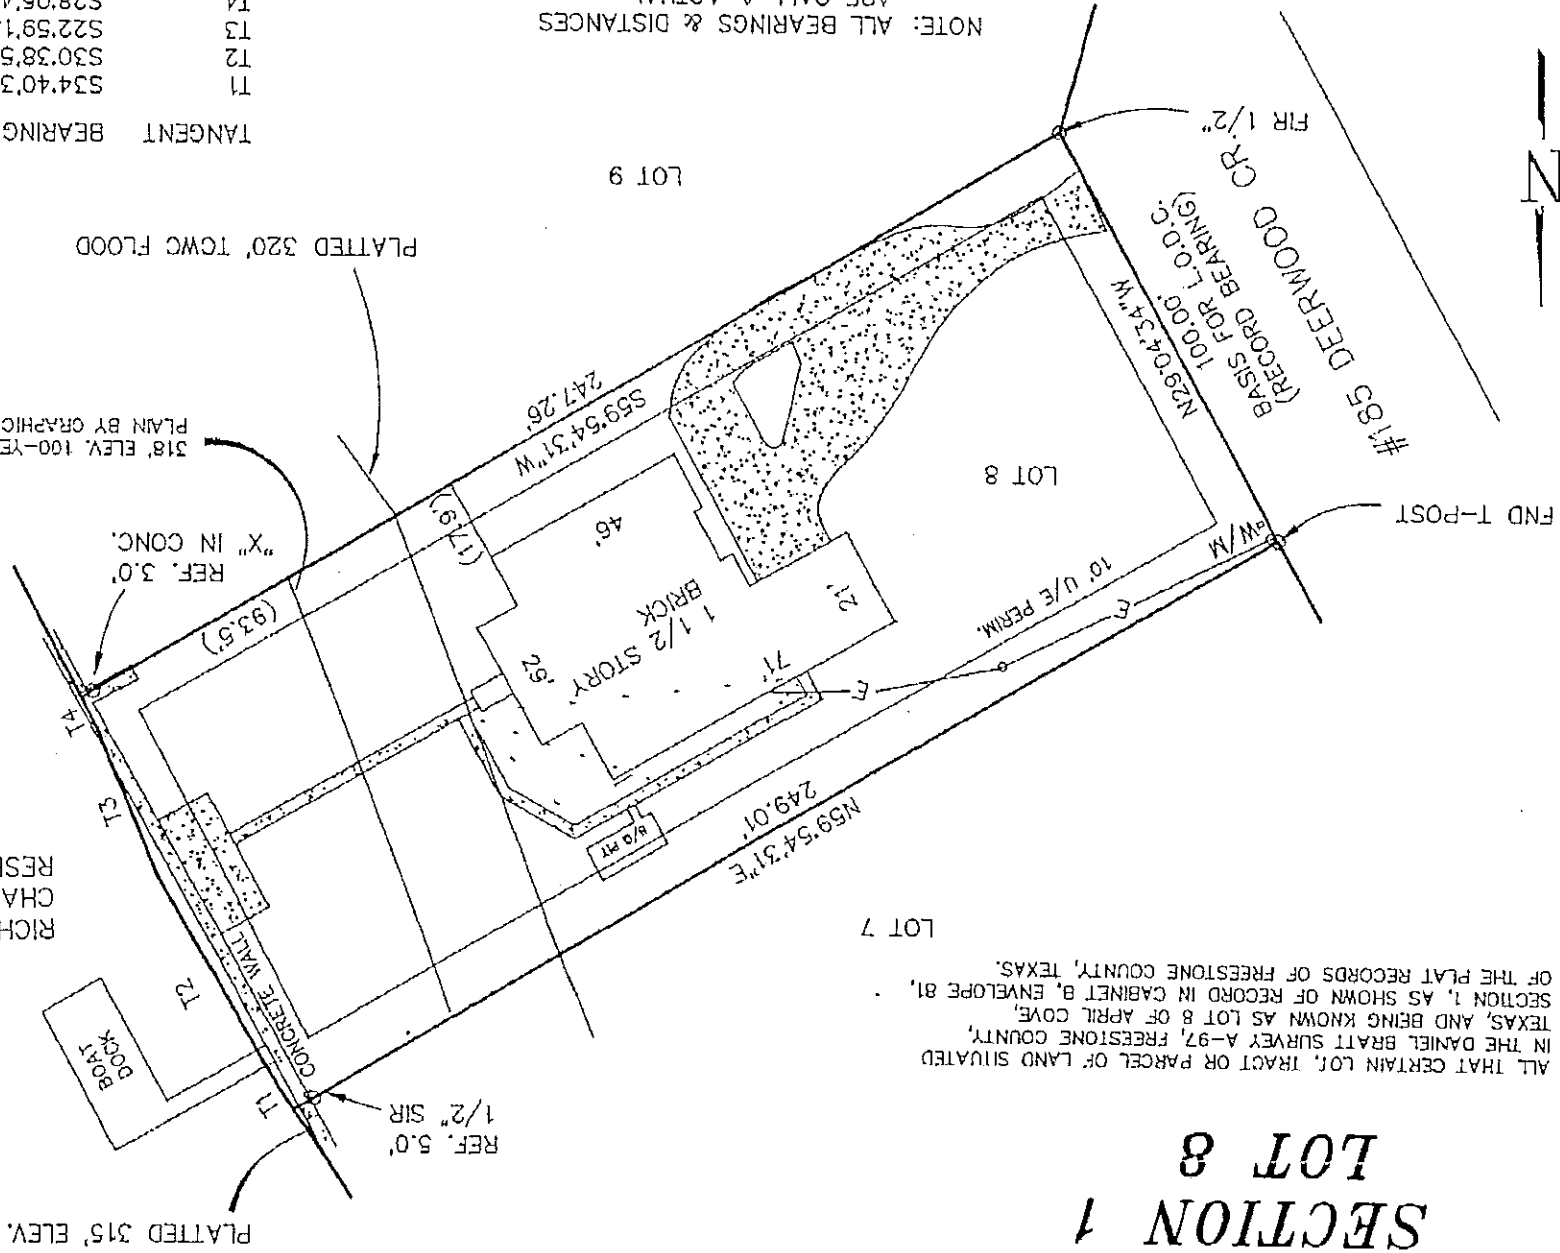 SECTION 1
LOT 8
PLATTED 315' ELEV.
ALL THAT CERTAIN LOT, TRACT OR PARCEL OF LAND SITUATED
IN THE DANIEL BRATT SURVEY A-97, FREESTONE COUNTY,
TEXAS, AND BEING KNOWN AS LOT 8 OF APRIL COVE,
SECTION 1, AS SHOWN OF RECORD IN CABINET B, ENVELOPE 81,
OF THE PLAT RECORDS OF FREESTONE COUNTY, TEXAS.
REF. 5.0'
1/2" SIR
T1
BOAT
DOCK
CONCRETE WALL
T2
LOT 7
RICH
CHA
RESI
N59°54'31"E
249.01'
B/Q PIT
T3
T4
10' U/E PERIM.
E
E
W/M
FND T-POST
71'
21'
1 1/2 STORY
BRICK
29'
46'
(93.5')
(17.9')
REF. 3.0'
"X" IN CONC.
LOT 8
318' ELEV. 100-YE
PLAIN BY GRAPHIC
S59°54'31"W
247.26'
#185 DEERWOOD CR.
N29°04'34"W
100.00'
BASIS FOR L.O.D.C.
(RECORD BEARING)
PLATTED 320' TCWC FLOOD
N
LOT 9
FIR 1/2"
TANGENT BEARING
T1 S34°40'3
T2 S30°38'5
T3 S22°59'1
T4 S28°05'4
NOTE: ALL BEARINGS & DISTANCES